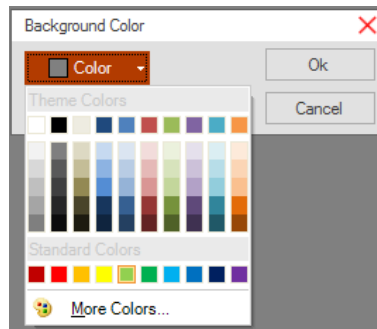 Background Color
Color
Ok
Theme Colors
Cancel
Standard Colors
More Colors...